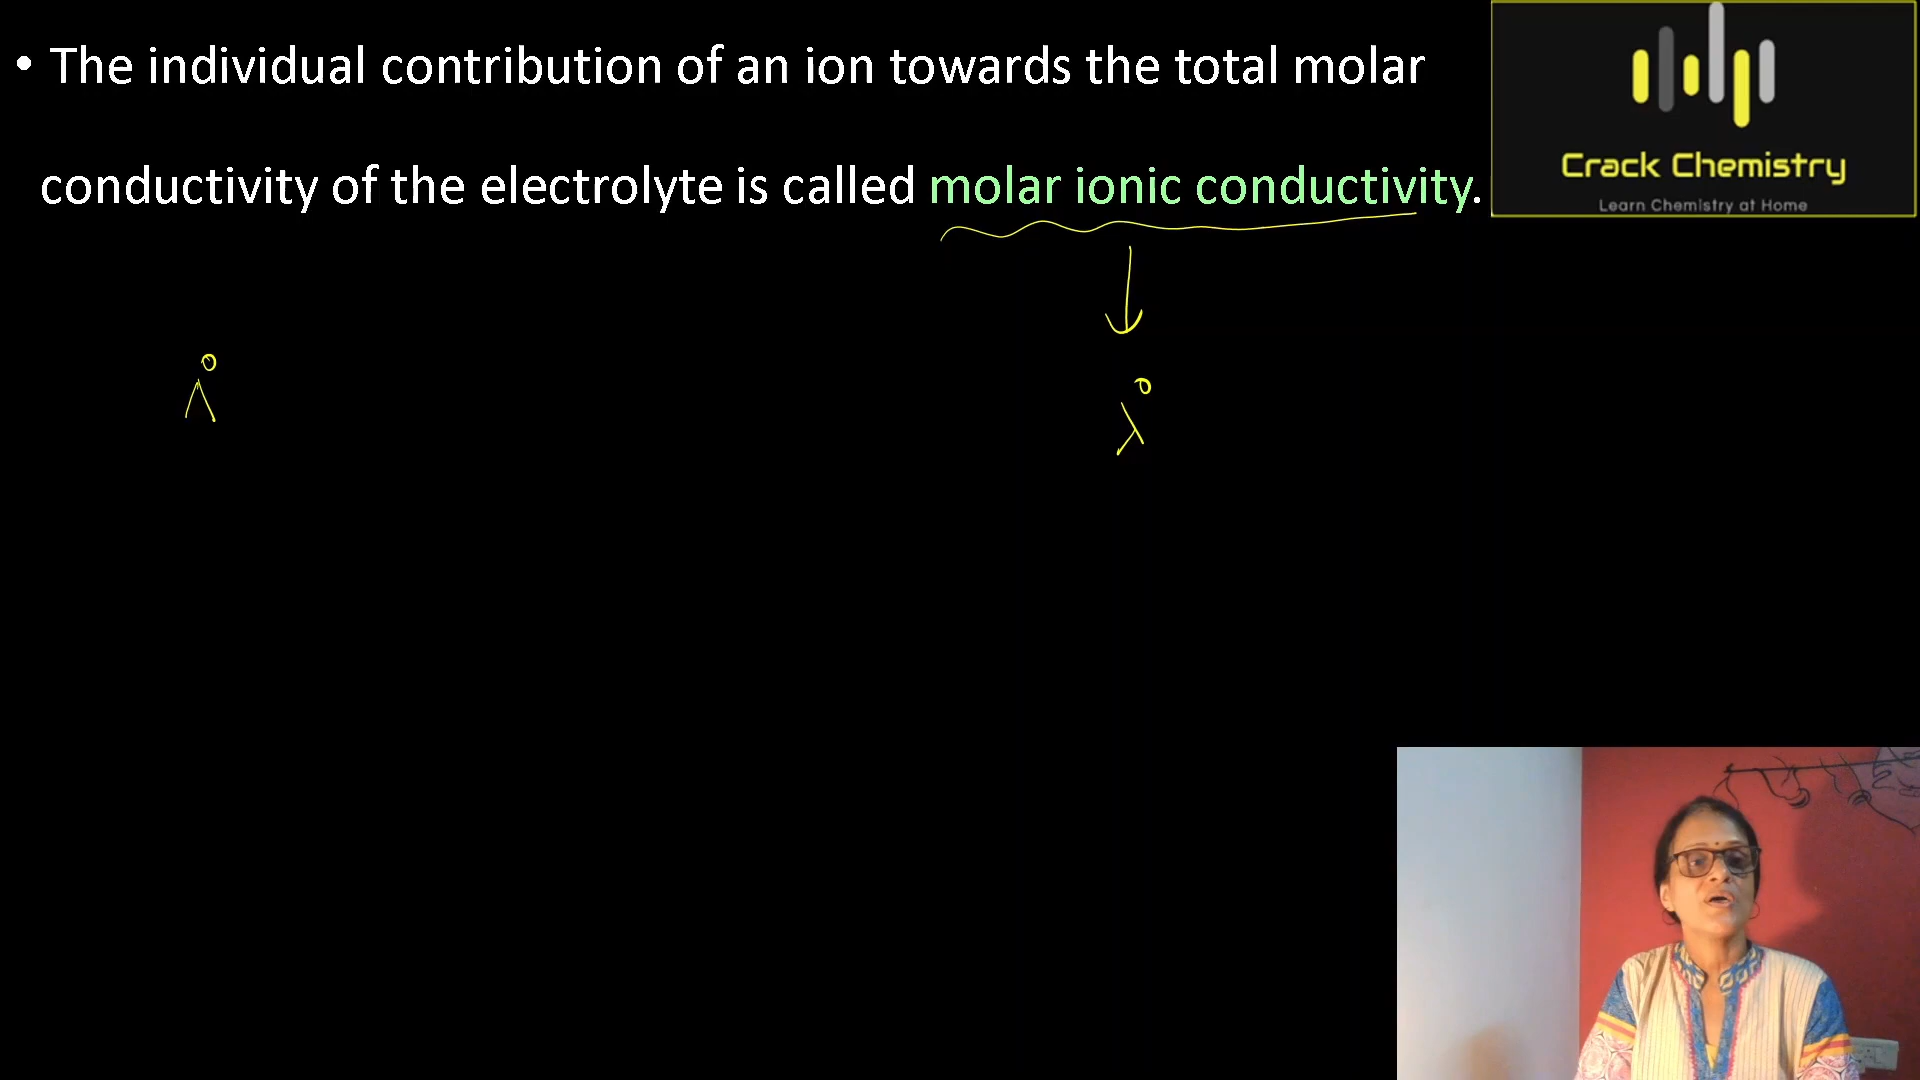 • The individual contribution of an ion towards the total molar
conductivity of the electrolyte is called molar ionic conductivity.
Crack Chemistry
Learn Chemistry at Home
Λ°
λ°